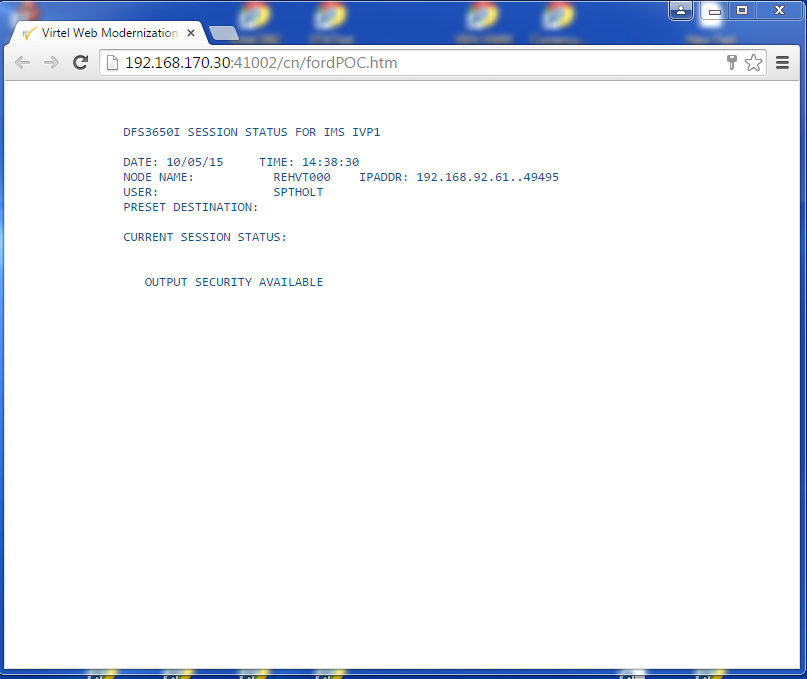 Virtel Web Modernization
192.168.170.30:41002/cn/fordPOC.htm
DFS3650I SESSION STATUS FOR IMS IVP1
DATE: 10/05/15 TIME: 14:38:30
NODE NAME: REHVT000 IPADDR: 192.168.92.61..49495
USER: SPTHOLT
PRESET DESTINATION:
CURRENT SESSION STATUS:
OUTPUT SECURITY AVAILABLE